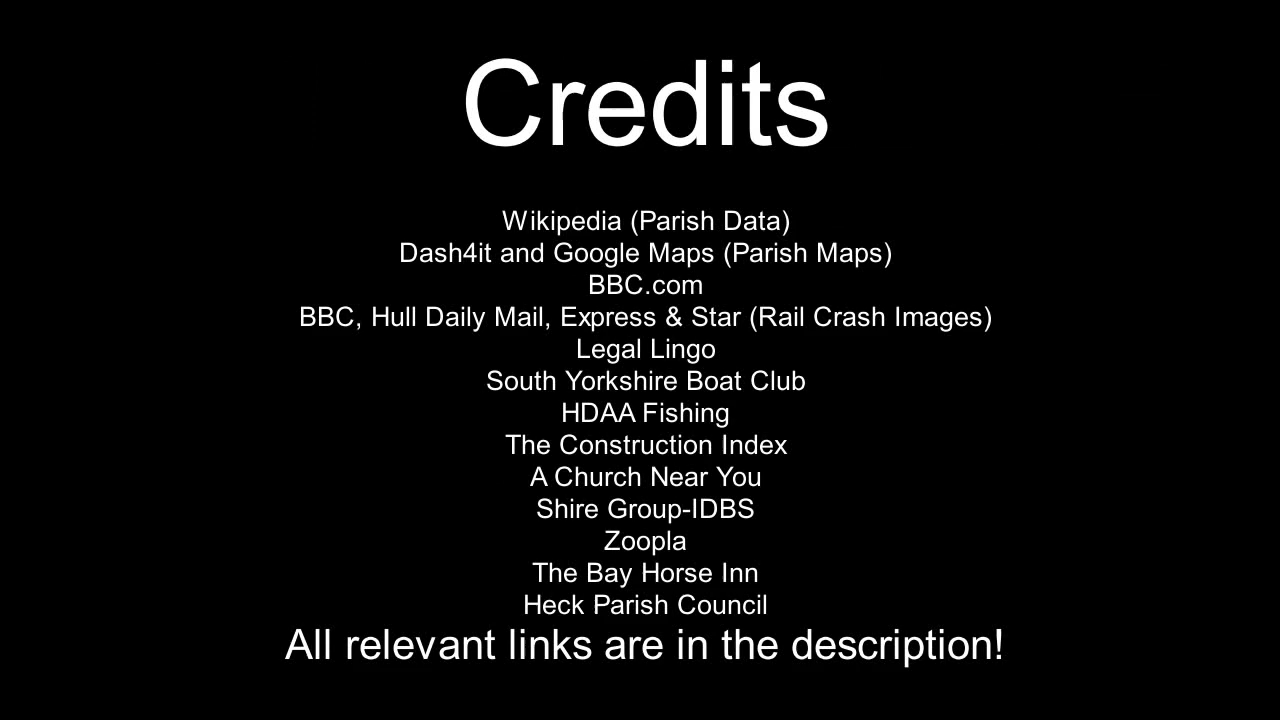 Credits
Wikipedia (Parish Data)
Dash4it and Google Maps (Parish Maps)
BBC.com
BBC, Hull Daily Mail, Express & Star (Rail Crash Images)
Legal Lingo
South Yorkshire Boat Club
HDAA Fishing
The Construction Index
A Church Near You
Shire Group-IDBS
Zoopla
The Bay Horse Inn
Heck Parish Council
All relevant links are in the description!